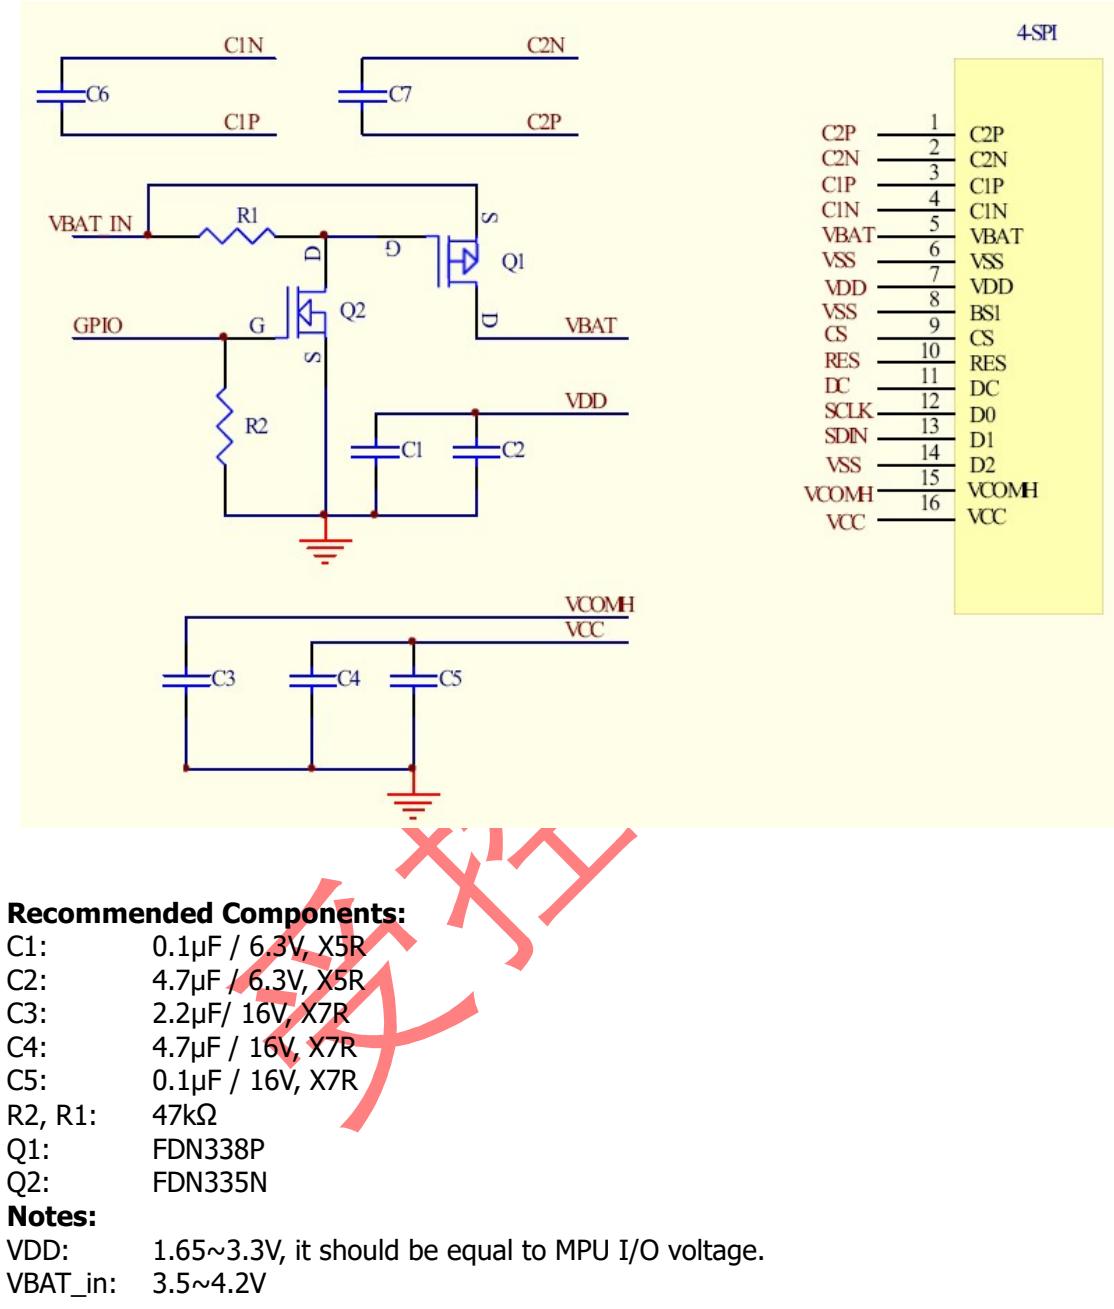 4-SPI
C1N
C6
C1P
C2N
C7
C2P
VBAT_IN
R1
D
G
S
Q1
D
VBAT
GPIO
G
Q2
S
R2
VDD
C1
C2
VCOMH
VCC
C3
C4
C5
C2P 1 C2P
C2N 2 C2N
C1P 3 C1P
C1N 4 C1N
VBAT 5 VBAT
VSS 6 VSS
VDD 7 VDD
VSS 8 BS1
CS 9 CS
RES 10 RES
DC 11 DC
SCLK 12 D0
SDIN 13 D1
VSS 14 D2
VCOMH 15 VCOMH
VCC 16 VCC
受控
Recommended Components:
C1: 0.1μF / 6.3V, X5R
C2: 4.7μF / 6.3V, X5R
C3: 2.2μF/ 16V, X7R
C4: 4.7μF / 16V, X7R
C5: 0.1μF / 16V, X7R
R2, R1: 47kΩ
Q1: FDN338P
Q2: FDN335N
Notes:
VDD: 1.65~3.3V, it should be equal to MPU I/O voltage.
VBAT_in: 3.5~4.2V